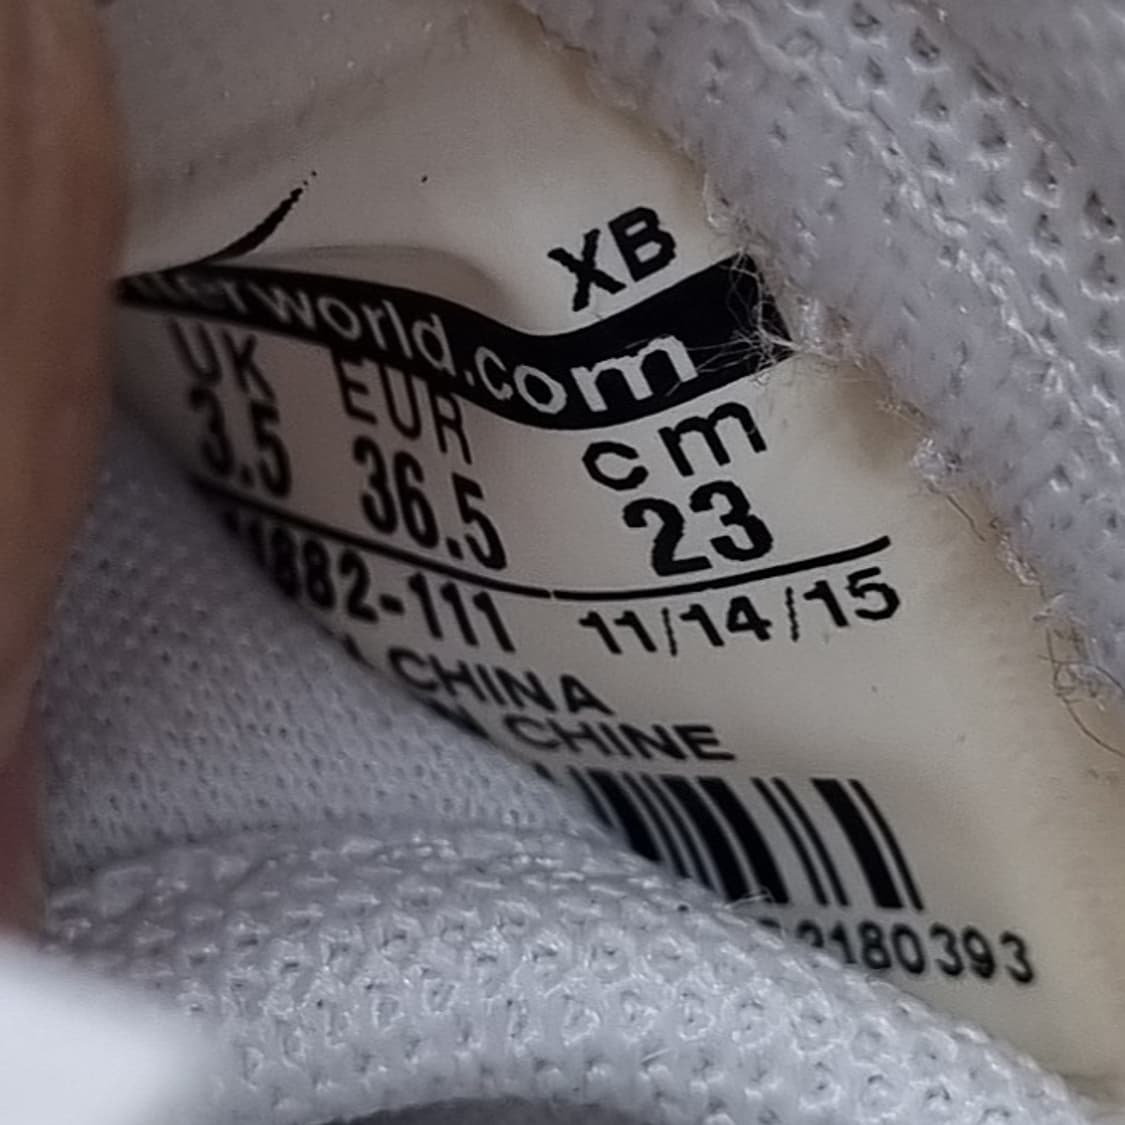 XB
world.com
UK EUR cm
3.5 36.5 23
882-111 11/14/15
CHINA
CHINE
180393